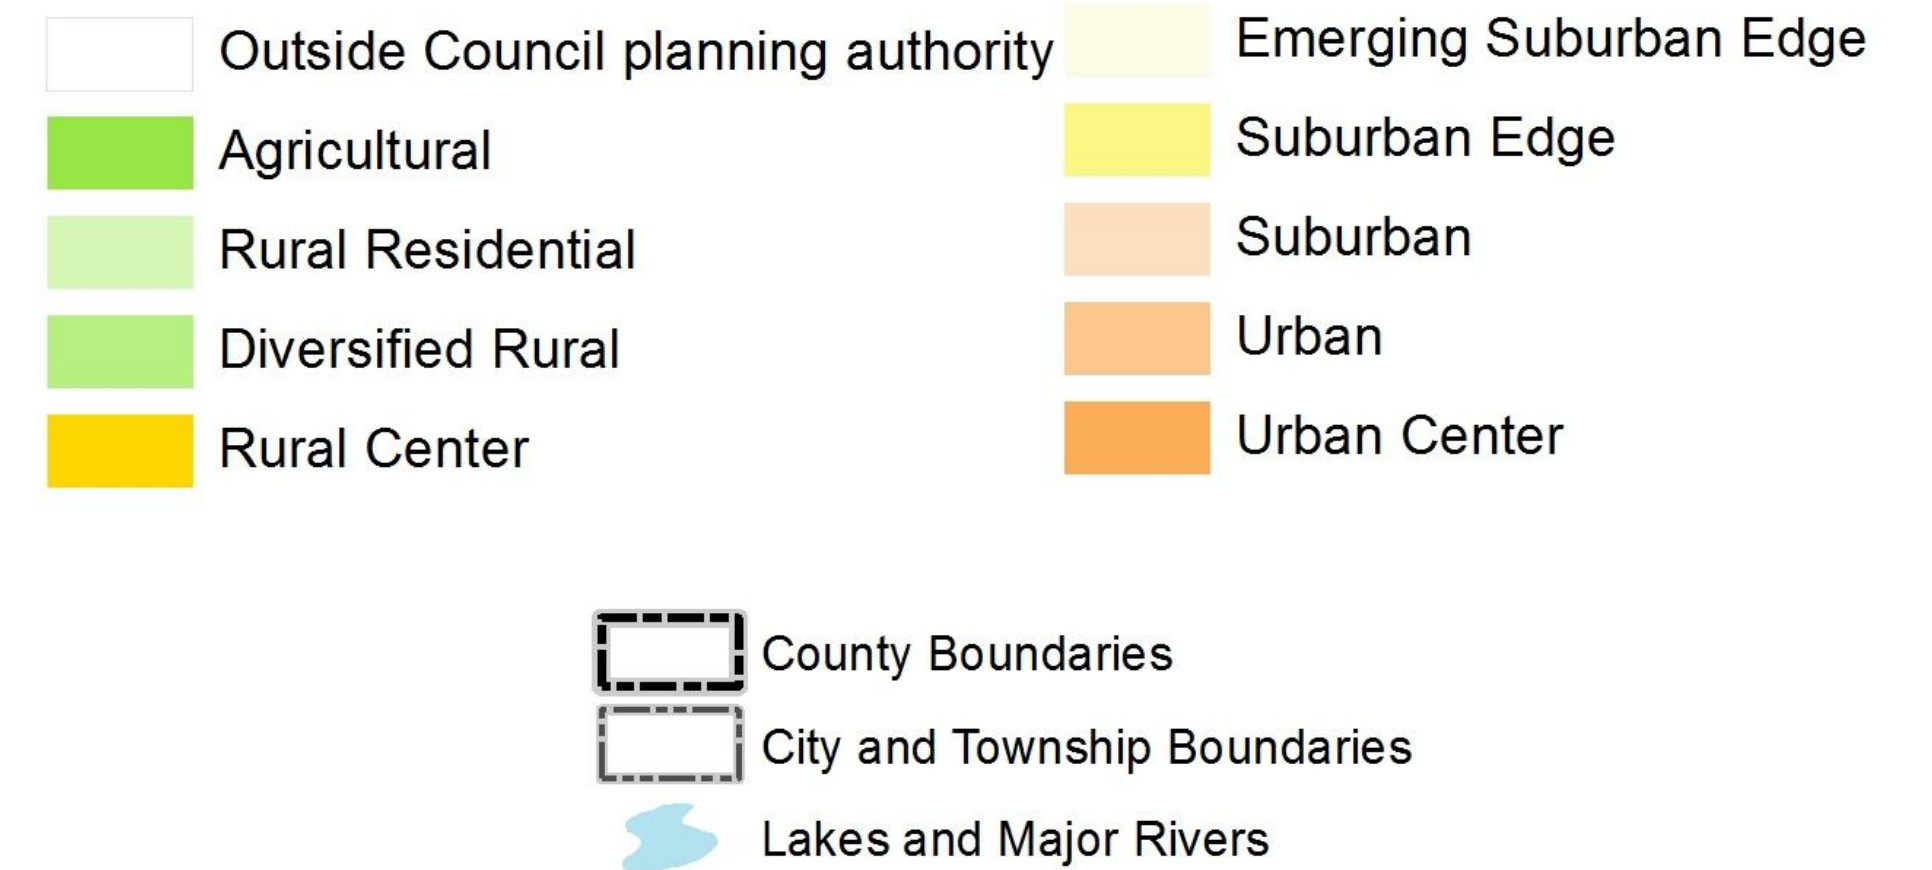 Outside Council planning authority
Agricultural
Rural Residential
Diversified Rural
Rural Center
Emerging Suburban Edge
Suburban Edge
Suburban
Urban
Urban Center
County Boundaries
City and Township Boundaries
Lakes and Major Rivers